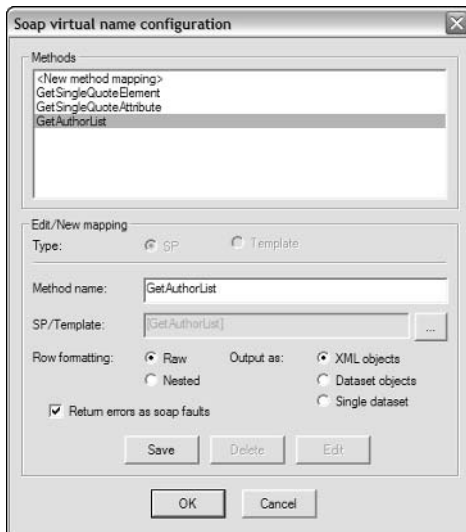 Soap virtual name configuration
Methods
<New method mapping>
GetSingleQuoteElement
GetSingleQuoteAttribute
GetAuthorList
Edit/New mapping
Type: SP Template
Method name: GetAuthorList
SP/Template: [GetAuthorList] ...
Row formatting: Raw Output as: XML objects
Nested Dataset objects
Single dataset
Return errors as soap faults
Save Delete Edit
OK Cancel